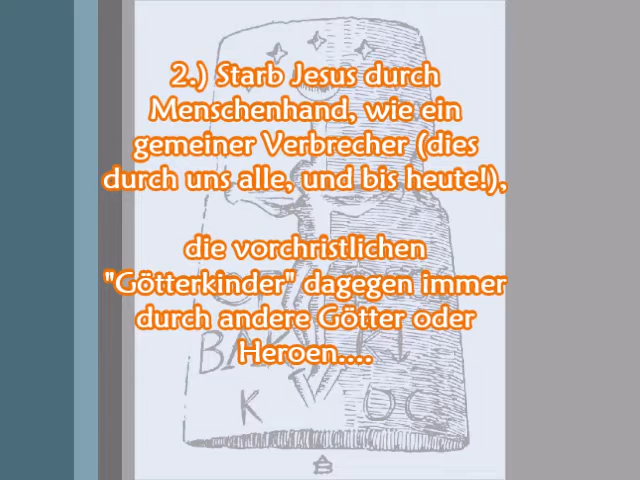 2.) Starb Jesus durch
Menschenhand, wie ein
gemeiner Verbrecher (dies
durch uns alle, und bis heute!),
die vorchristlichen
"Götterkinder" dagegen immer
durch andere Götter oder
Heroen....
K